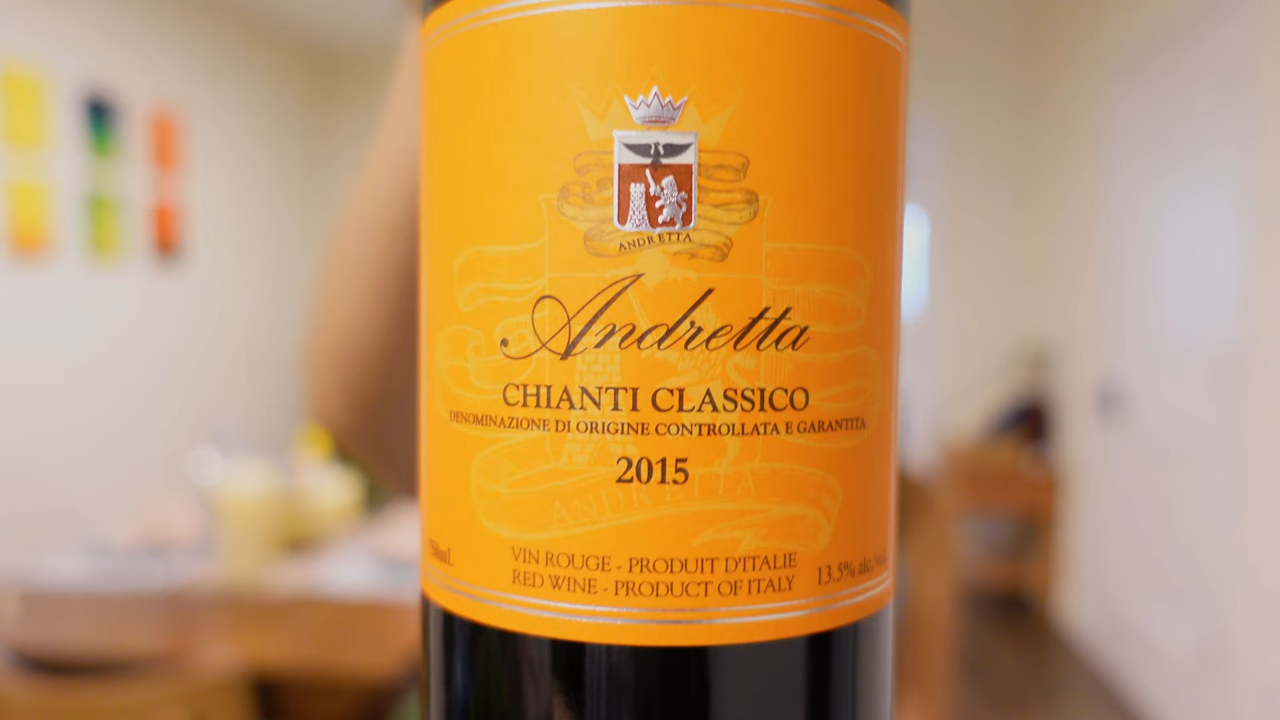 ANDRETTA
Andretta
CHIANTI CLASSICO
DENOMINAZIONE DI ORIGINE CONTROLLATA E GARANTITA
2015
ANDRETTA
VIN ROUGE - PRODUIT D'ITALIE
RED WINE - PRODUCT OF ITALY
13.5% alc.